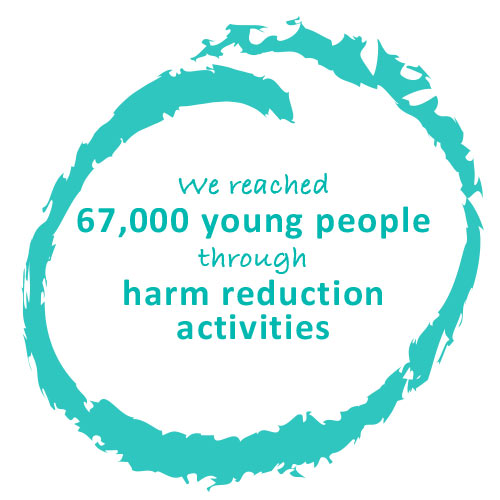 We reached
67,000 young people
through
harm reduction
activities